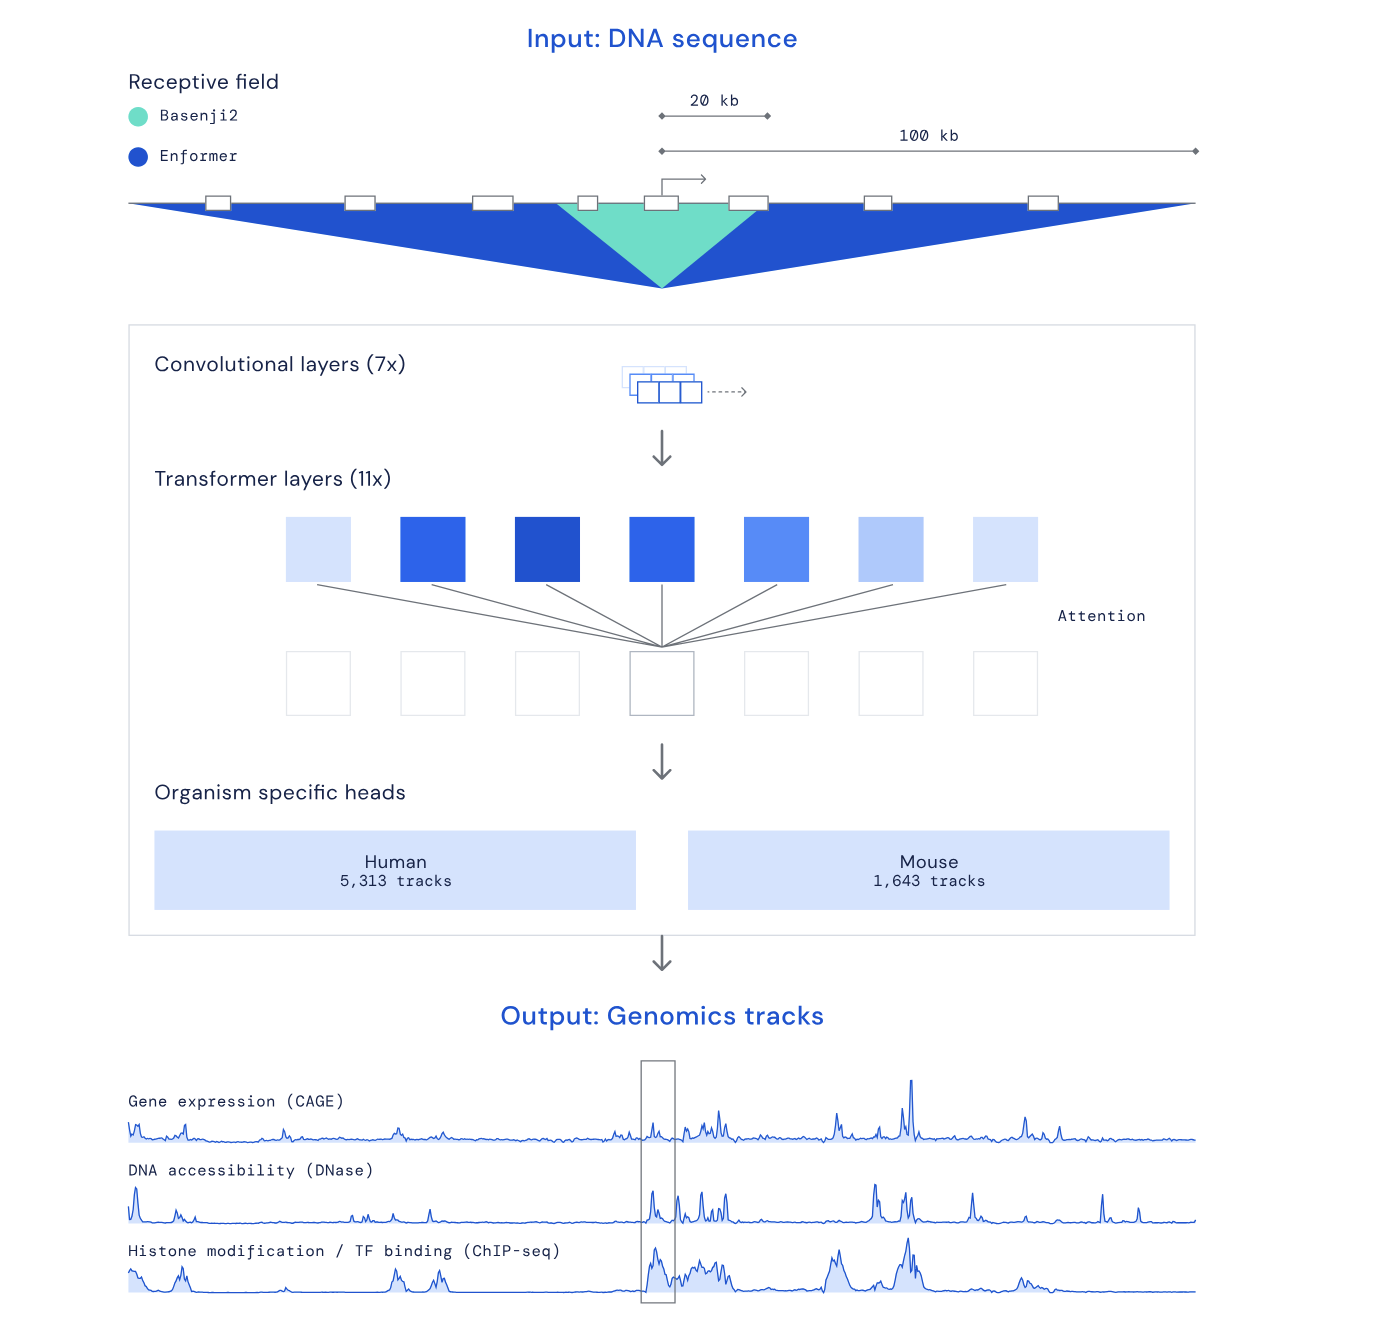 Input: DNA sequence
Receptive field
Basenji2
Enformer
20 kb
100 kb
Convolutional layers (7x)
Transformer layers (11x)
Attention
Organism specific heads
Human
5,313 tracks
Mouse
1,643 tracks
Output: Genomics tracks
Gene expression (CAGE)
DNA accessibility (DNase)
Histone modification / TF binding (ChIP-seq)